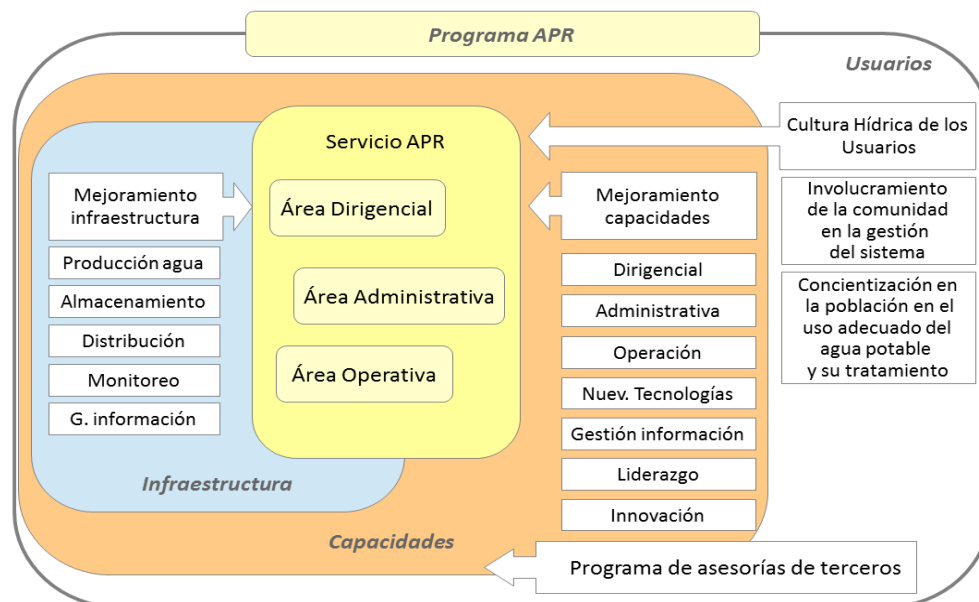 Programa APR
Usuarios
Servicio APR
Área Dirigencial
Área Administrativa
Área Operativa
Mejoramiento
infraestructura
Producción agua
Almacenamiento
Distribución
Monitoreo
G. información
Infraestructura
Mejoramiento
capacidades
Dirigencial
Administrativa
Operación
Nuev. Tecnologías
Gestión información
Liderazgo
Innovación
Capacidades
Cultura Hídrica de los
Usuarios
Involucramiento
de la comunidad
en la gestión
del sistema
Concientización en
la población en el
uso adecuado del
agua potable
y su tratamiento
Programa de asesorías de terceros